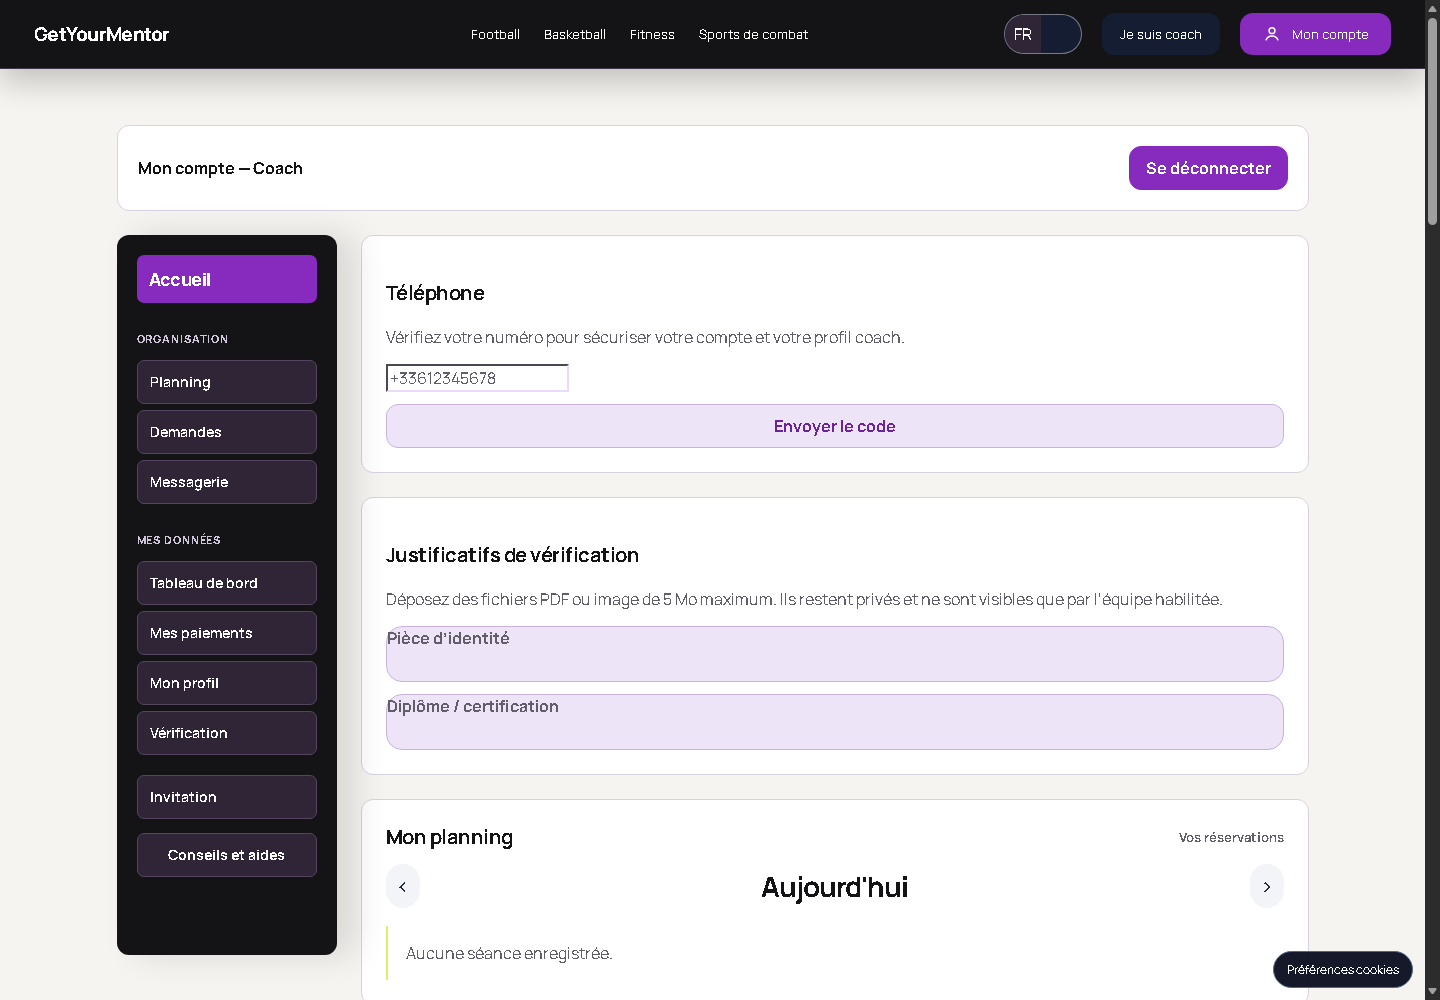 GetYourMentor
Football
Basketball
Fitness
Sports de combat
FR
Je suis coach
Mon compte
Mon compte — Coach
Se déconnecter
Accueil
ORGANISATION
Planning
Demandes
Messagerie
MES DONNÉES
Tableau de bord
Mes paiements
Mon profil
Vérification
Invitation
Conseils et aides
Téléphone
Vérifiez votre numéro pour sécuriser votre compte et votre profil coach.
+33612345678
Envoyer le code
Justificatifs de vérification
Déposez des fichiers PDF ou image de 5 Mo maximum. Ils restent privés et ne sont visibles que par l'équipe habilitée.
Pièce d'identité
Diplôme / certification
Mon planning
Vos réservations
Aujourd'hui
Aucune séance enregistrée.
Préférences cookies